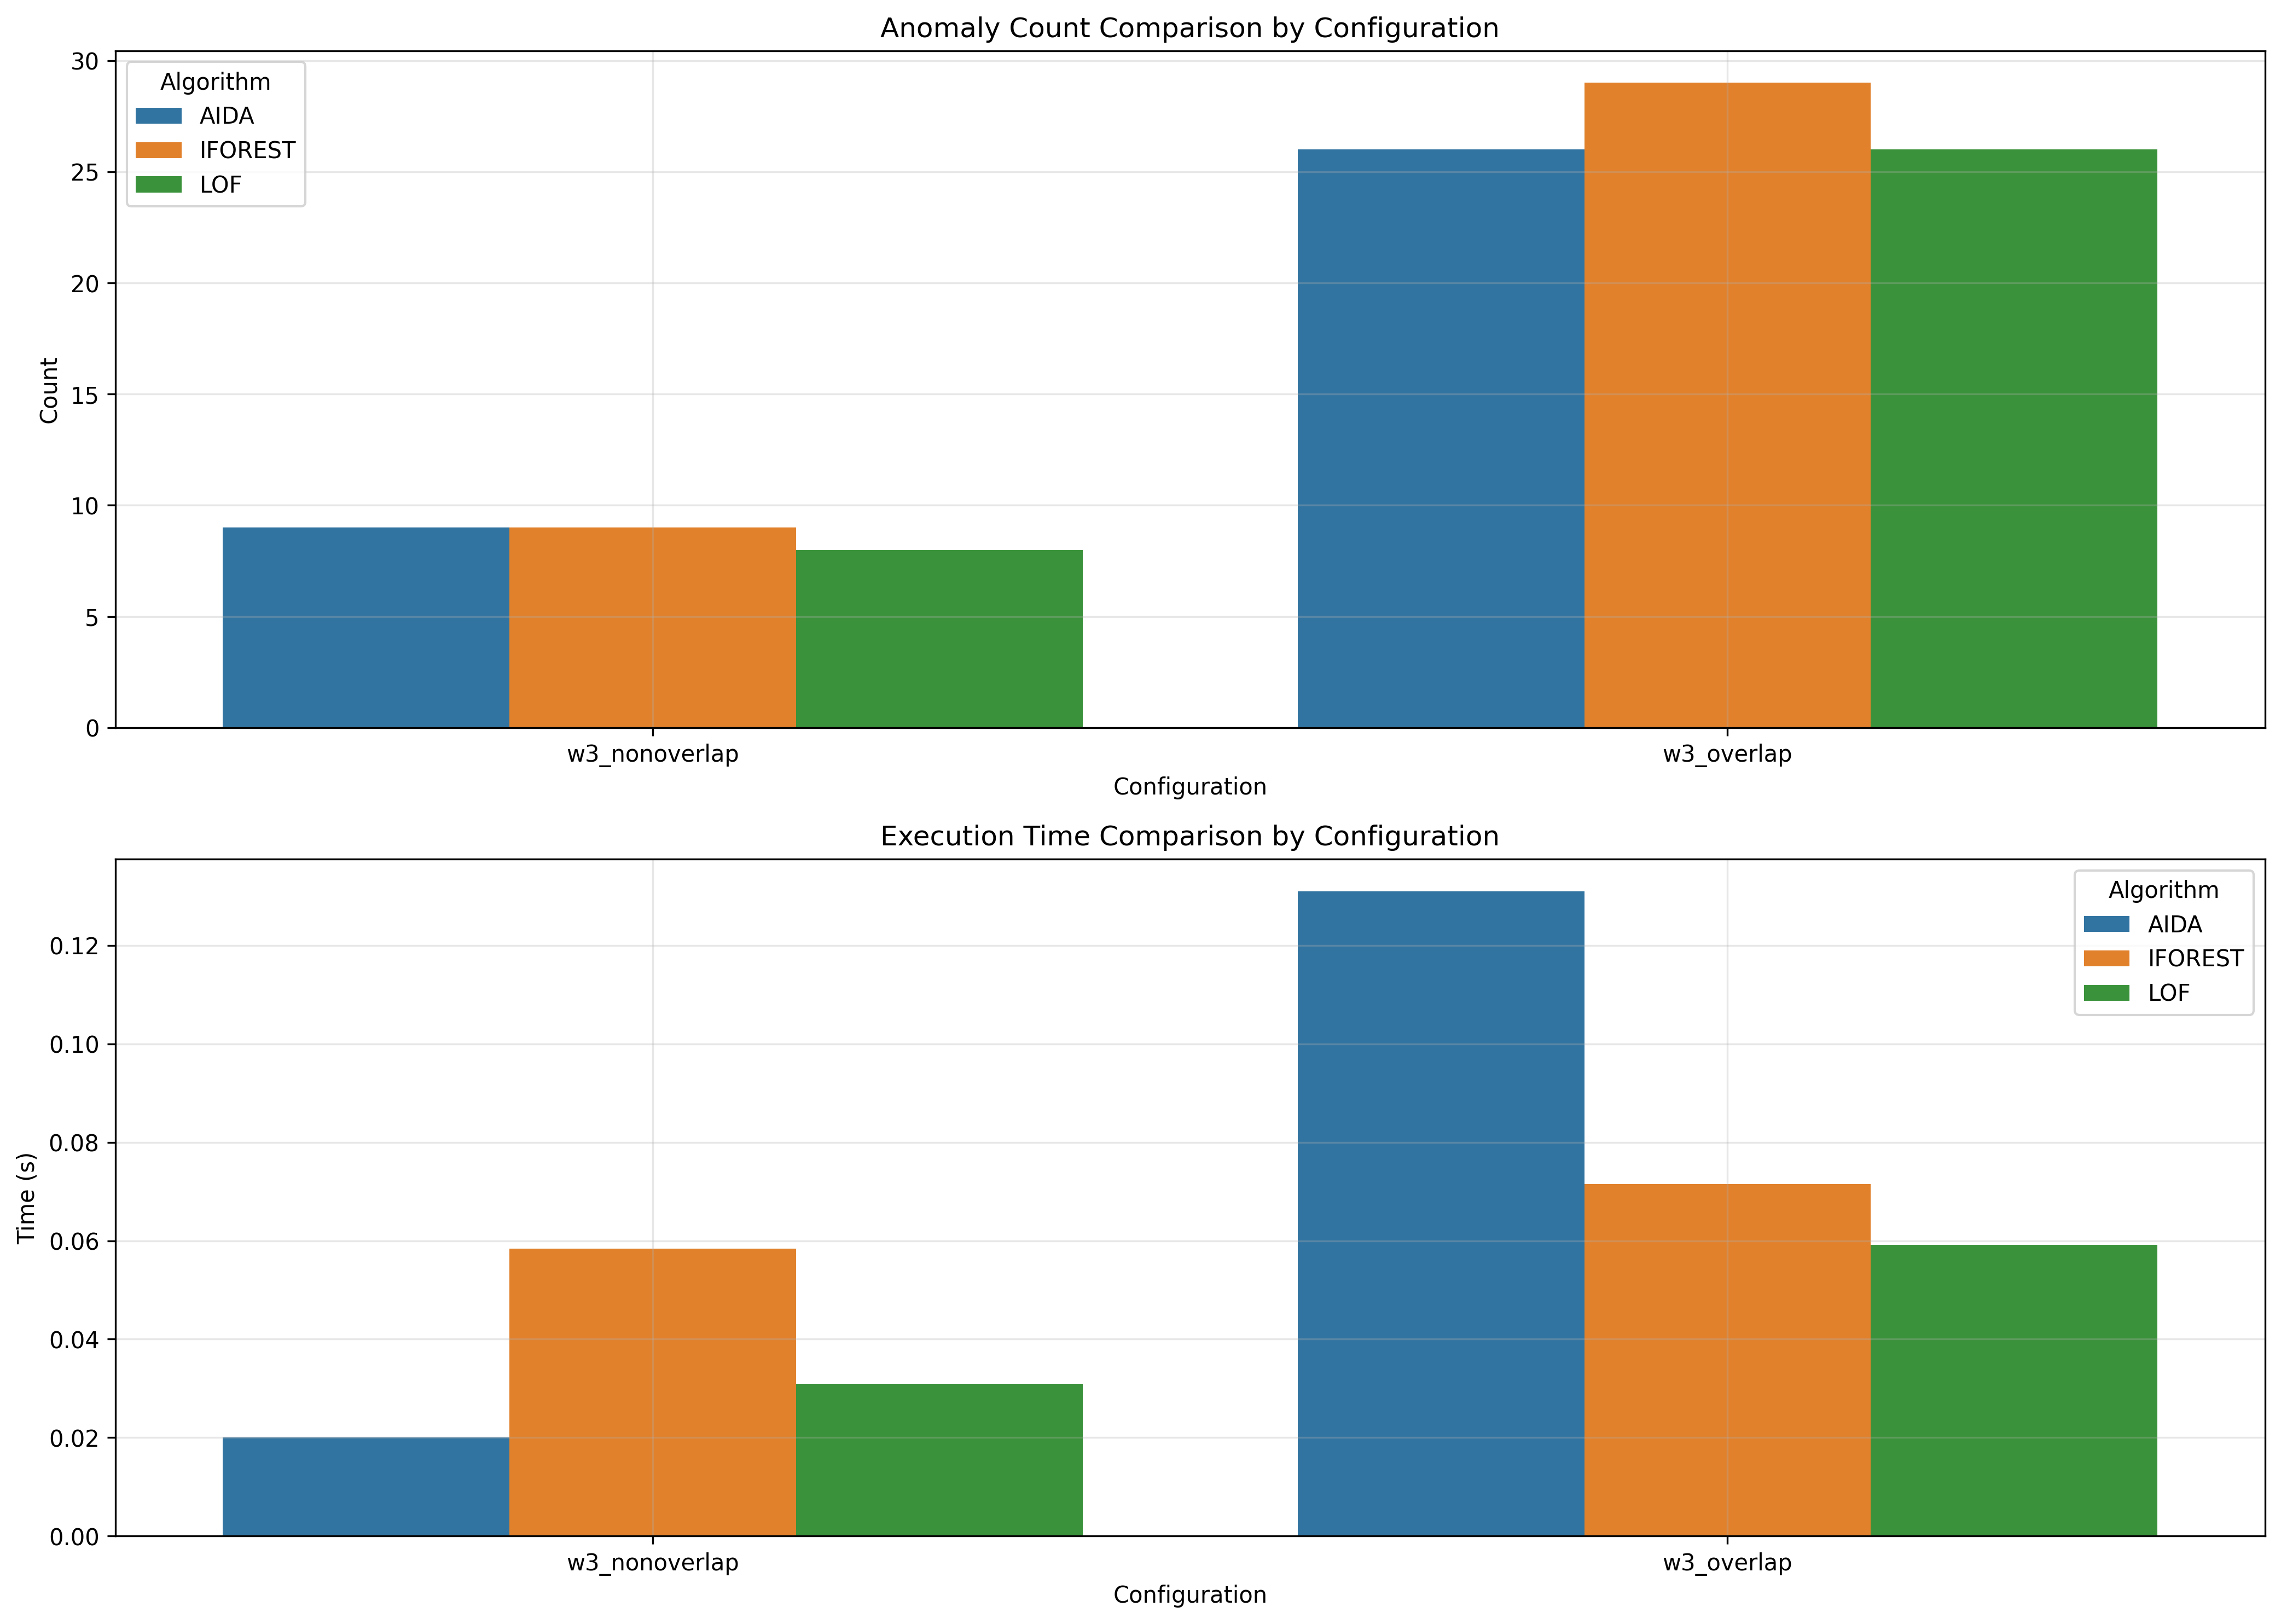 Anomaly Count Comparison by Configuration
Algorithm
AIDA
IFOREST
LOF
30
25
20
15
10
5
0
Count
w3_nonoverlap
w3_overlap
Configuration
Execution Time Comparison by Configuration
Algorithm
AIDA
IFOREST
LOF
0.12
0.10
0.08
0.06
0.04
0.02
0.00
Time (s)
w3_nonoverlap
w3_overlap
Configuration